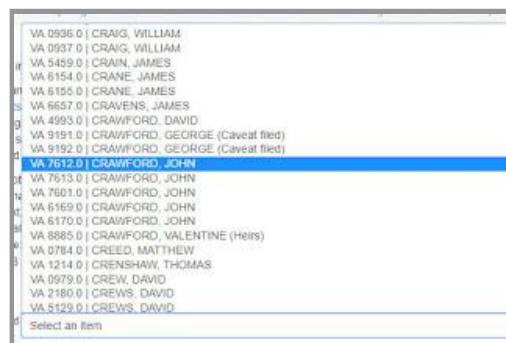 VA 0936.0 | CRAIG, WILLIAM
VA 0937.0 | CRAIG, WILLIAM
VA 5459.0 | CRAIN, JAMES
VA 6154.0 | CRANE, JAMES
VA 6155.0 | CRANE, JAMES
VA 6657.0 | CRAVENS, JAMES
VA 4993.0 | CRAWFORD, DAVID
VA 9191.0 | CRAWFORD, GEORGE (Caveat filed)
VA 9192.0 | CRAWFORD, GEORGE (Caveat filed)
VA 7612.0 | CRAWFORD, JOHN
VA 7613.0 | CRAWFORD, JOHN
VA 7601.0 | CRAWFORD, JOHN
VA 6169.0 | CRAWFORD, JOHN
VA 6170.0 | CRAWFORD, JOHN
VA 8885.0 | CRAWFORD, VALENTINE (Heirs)
VA 0784.0 | CREED, MATTHEW
VA 1214.0 | CRENSHAW, THOMAS
VA 0979.0 | CREW, DAVID
VA 2180.0 | CREWS, DAVID
VA 5129.0 | CREWS, DAVID
Select an Item